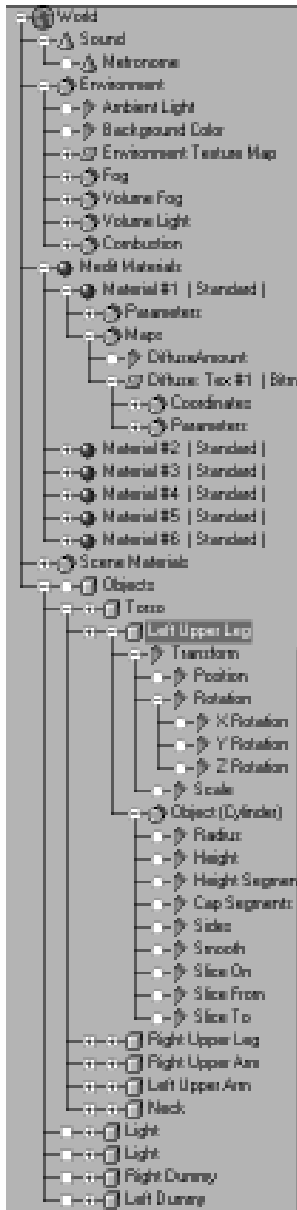 World
Sound
Metronome
Environment
Ambient Light
Background Color
Environment Texture Map
Fog
Volume Fog
Volume Light
Combustion
Medit Materials
Material #1 [ Standard ]
Parameters
Maps
DiffuseAmount
Diffuse: Tex #1 [ Bitm
Coordinates
Parameters
Material #2 [ Standard ]
Material #3 [ Standard ]
Material #4 [ Standard ]
Material #5 [ Standard ]
Material #6 [ Standard ]
Scene Materials
Objects
Torso
Left Upper Leg
Transform
Position
Rotation
X Rotation
Y Rotation
Z Rotation
Scale
Object (Cylinder)
Radius
Height
Height Segmen
Cap Segments
Sides
Smooth
Slice On
Slice From
Slice To
Right Upper Leg
Right Upper Arm
Left Upper Arm
Neck
Light
Light
Right Dummy
Left Dummy